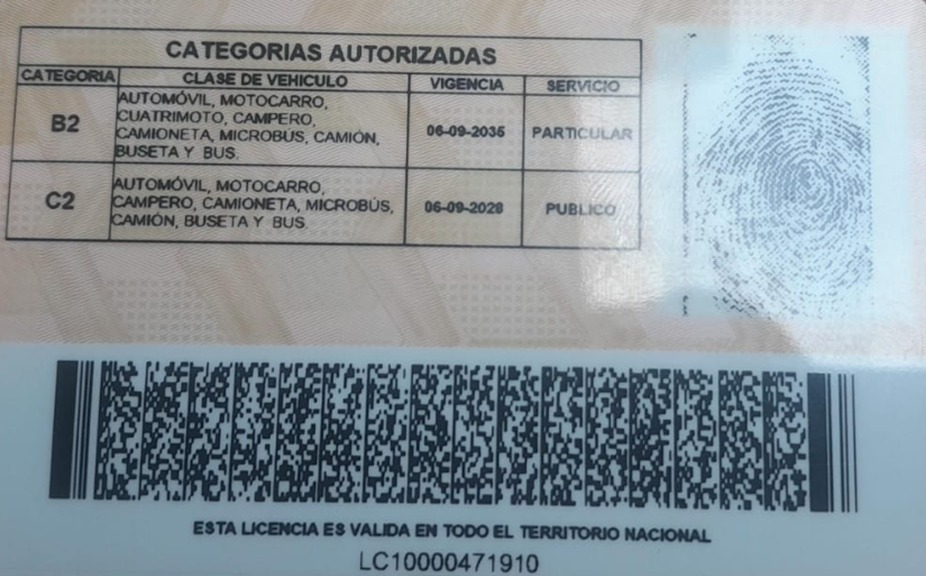 CATEGORIAS AUTORIZADAS
CATEGORIA CLASE DE VEHICULO VIGENCIA SERVICIO
AUTOMÓVIL, MOTOCARRO,
CUATRIMOTO, CAMPERO,
B2 CAMIONETA, MICROBUS, CAMIÓN, 06-09-2035 PARTICULAR
BUSETA Y BUS.
AUTOMÓVIL, MOTOCARRO,
C2 CAMPERO, CAMIONETA, MICROBÚS, 06-09-2028 PUBLICO
CAMIÓN, BUSETA Y BUS.
ESTA LICENCIA ES VALIDA EN TODO EL TERRITORIO NACIONAL
LC10000471910